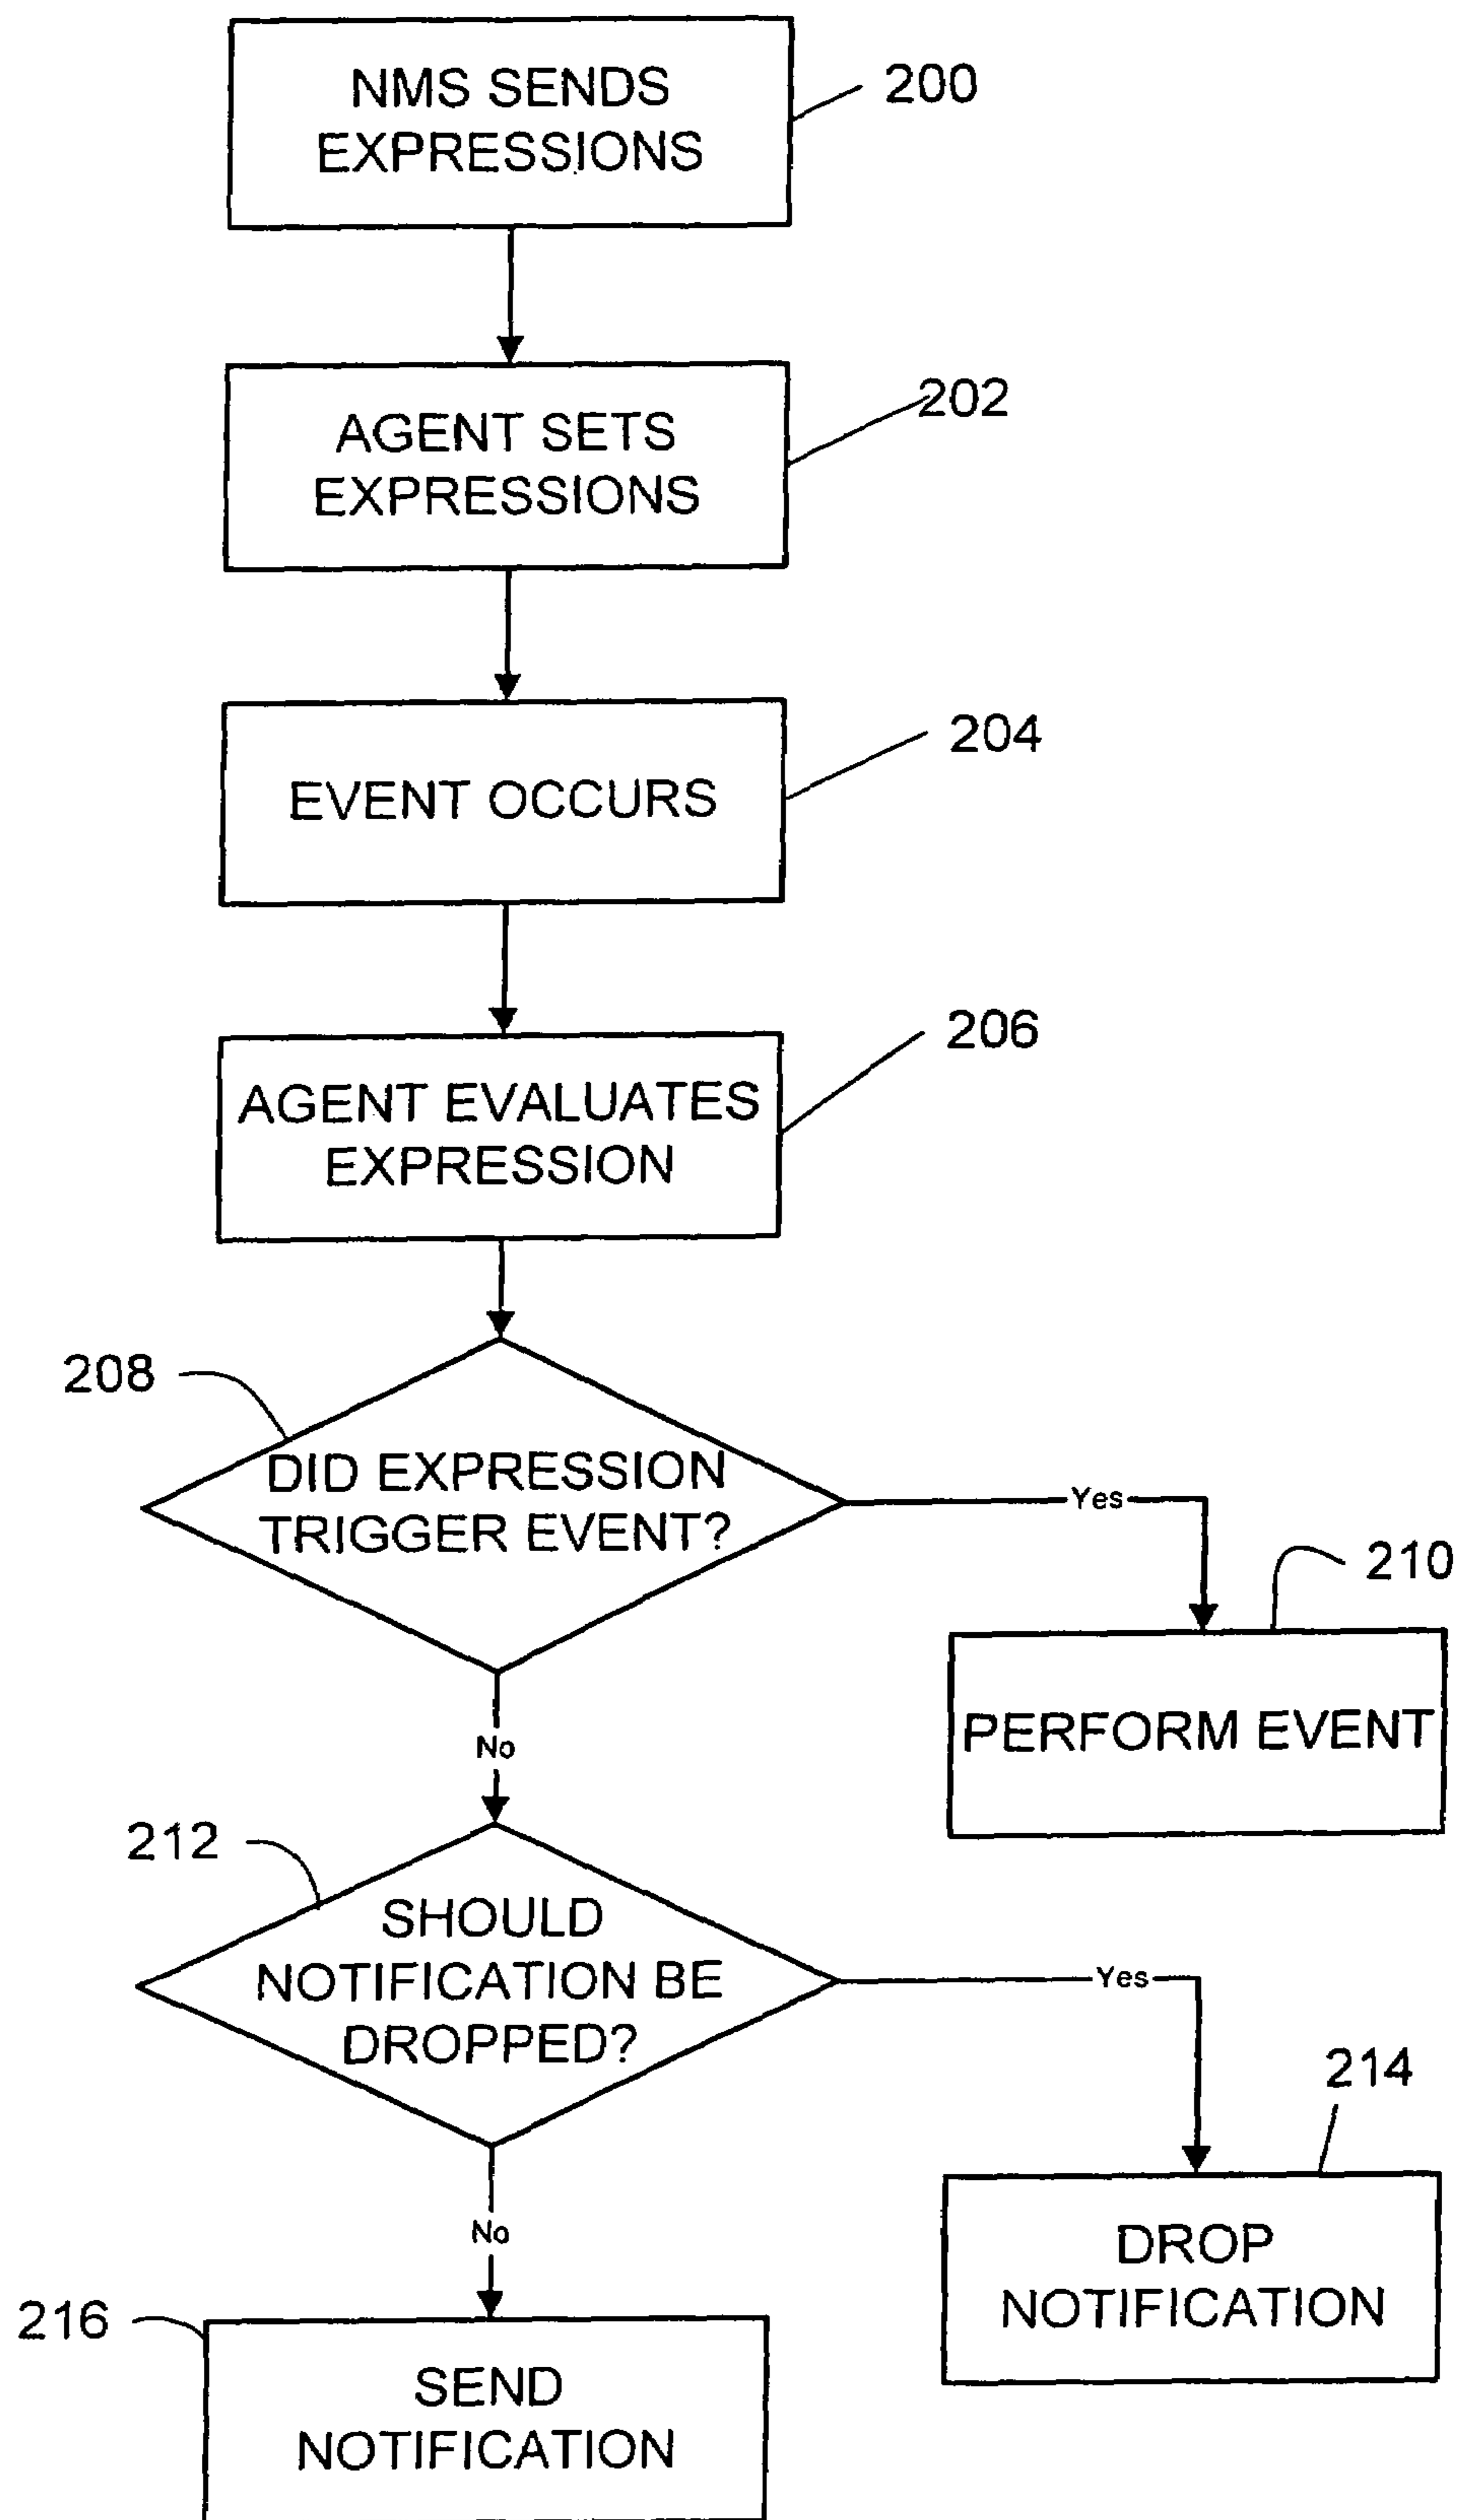 NMS SENDS
EXPRESSIONS
200
AGENT SETS
EXPRESSIONS
202
EVENT OCCURS
204
AGENT EVALUATES
EXPRESSION
206
208
DID EXPRESSION
TRIGGER EVENT?
Yes
210
PERFORM EVENT
No
212
SHOULD
NOTIFICATION BE
DROPPED?
Yes
214
DROP
NOTIFICATION
No
216
SEND
NOTIFICATION